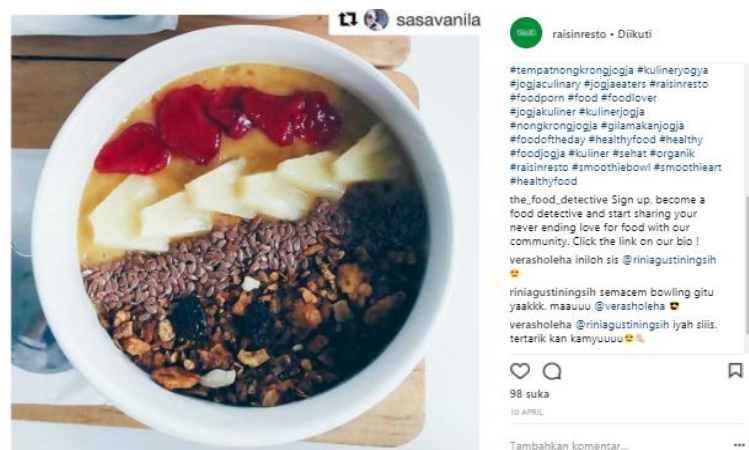 sasavanila
raisinresto • Diikuti
#tempatnongkrongjogja #kulineryogya
#jogjaculinary #jogjaeaters #raisinresto
#foodporn #food #foodlover
#jogjakuliner #kulinerjogja
#nongkrongjogja #gilamakanjogja
#foodoftheday #healthyfood #healthy
#foodjogja #kuliner #sehat #organik
#raisinresto #smoothiebowl #smoothieart
#healthyfood
the_food_detective Sign up, become a
food detective and start sharing your
never ending love for food with our
community. Click the link on our bio !
verasholeha iniloh sis @riniagustiningsih
😍
riniagustiningsih semacem bowling gitu
yaakkk. maauuu @verasholeha 😎
verasholeha @riniagustiningsih iyah siiis.
tertarik kan kamyuuuu
98 suka
10 APRIL
Tambahkan komentar...